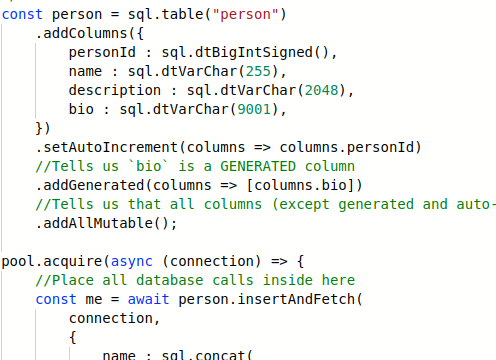 const person = sql.table("person")
    .addColumns({
        personId : sql.dtBigIntSigned(),
        name : sql.dtVarChar(255),
        description : sql.dtVarChar(2048),
        bio : sql.dtVarChar(9001),
    })
    .setAutoIncrement(columns => columns.personId)
    //Tells us `bio` is a GENERATED column
    .addGenerated(columns => [columns.bio])
    //Tells us that all columns (except generated and auto-
    .addAllMutable();
pool.acquire(async (connection) => {
    //Place all database calls inside here
    const me = await person.insertAndFetch(
        connection,
        {
            name : sql.concat(